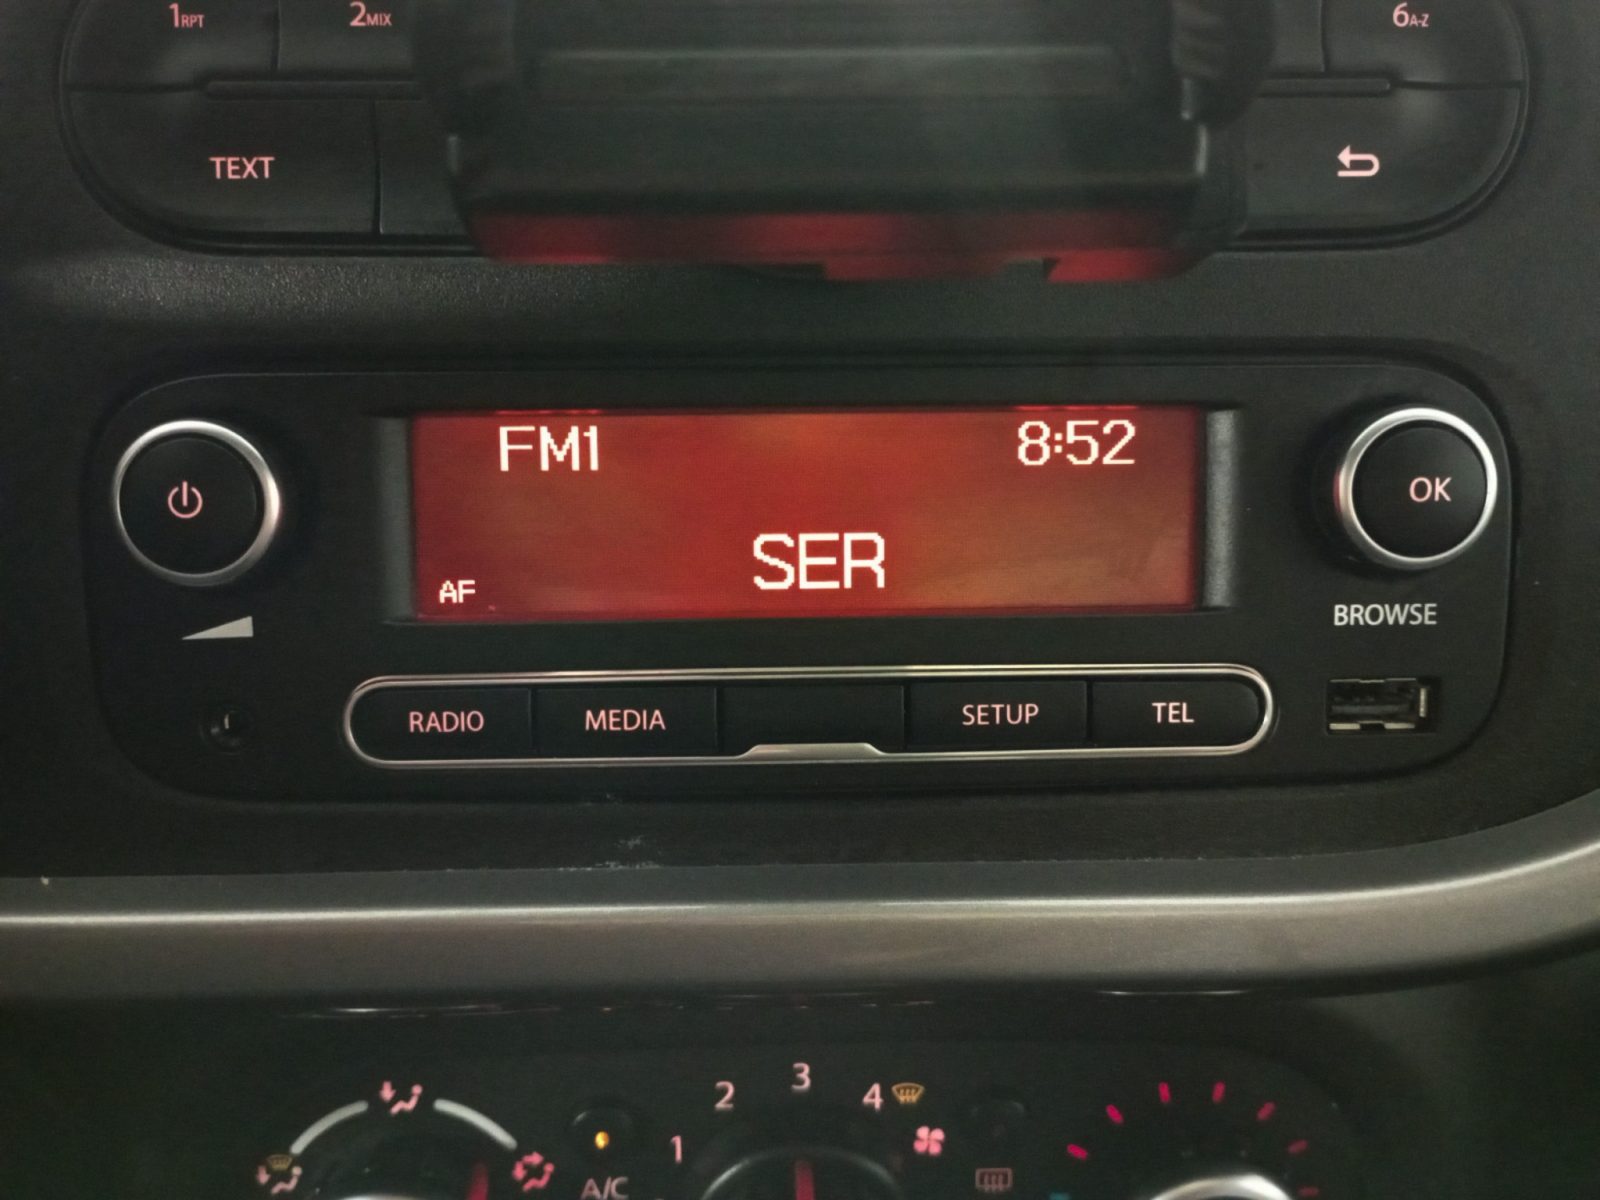 1RPT 2MIX 6A-Z
TEXT
FM1 8:52
SER
AF
OK
BROWSE
RADIO MEDIA SETUP TEL
1 2 3 4
A/C